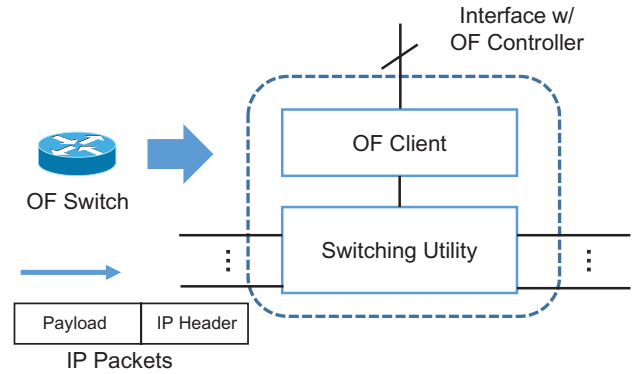 Interface w/
OF Controller
OF Client
OF Switch
Switching Utility
Payload
IP Header
IP Packets